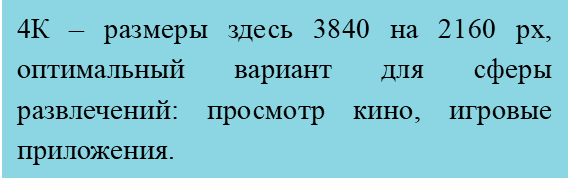 4К – размеры здесь 3840 на 2160 px,
оптимальный вариант для сферы
развлечений: просмотр кино, игровые
приложения.